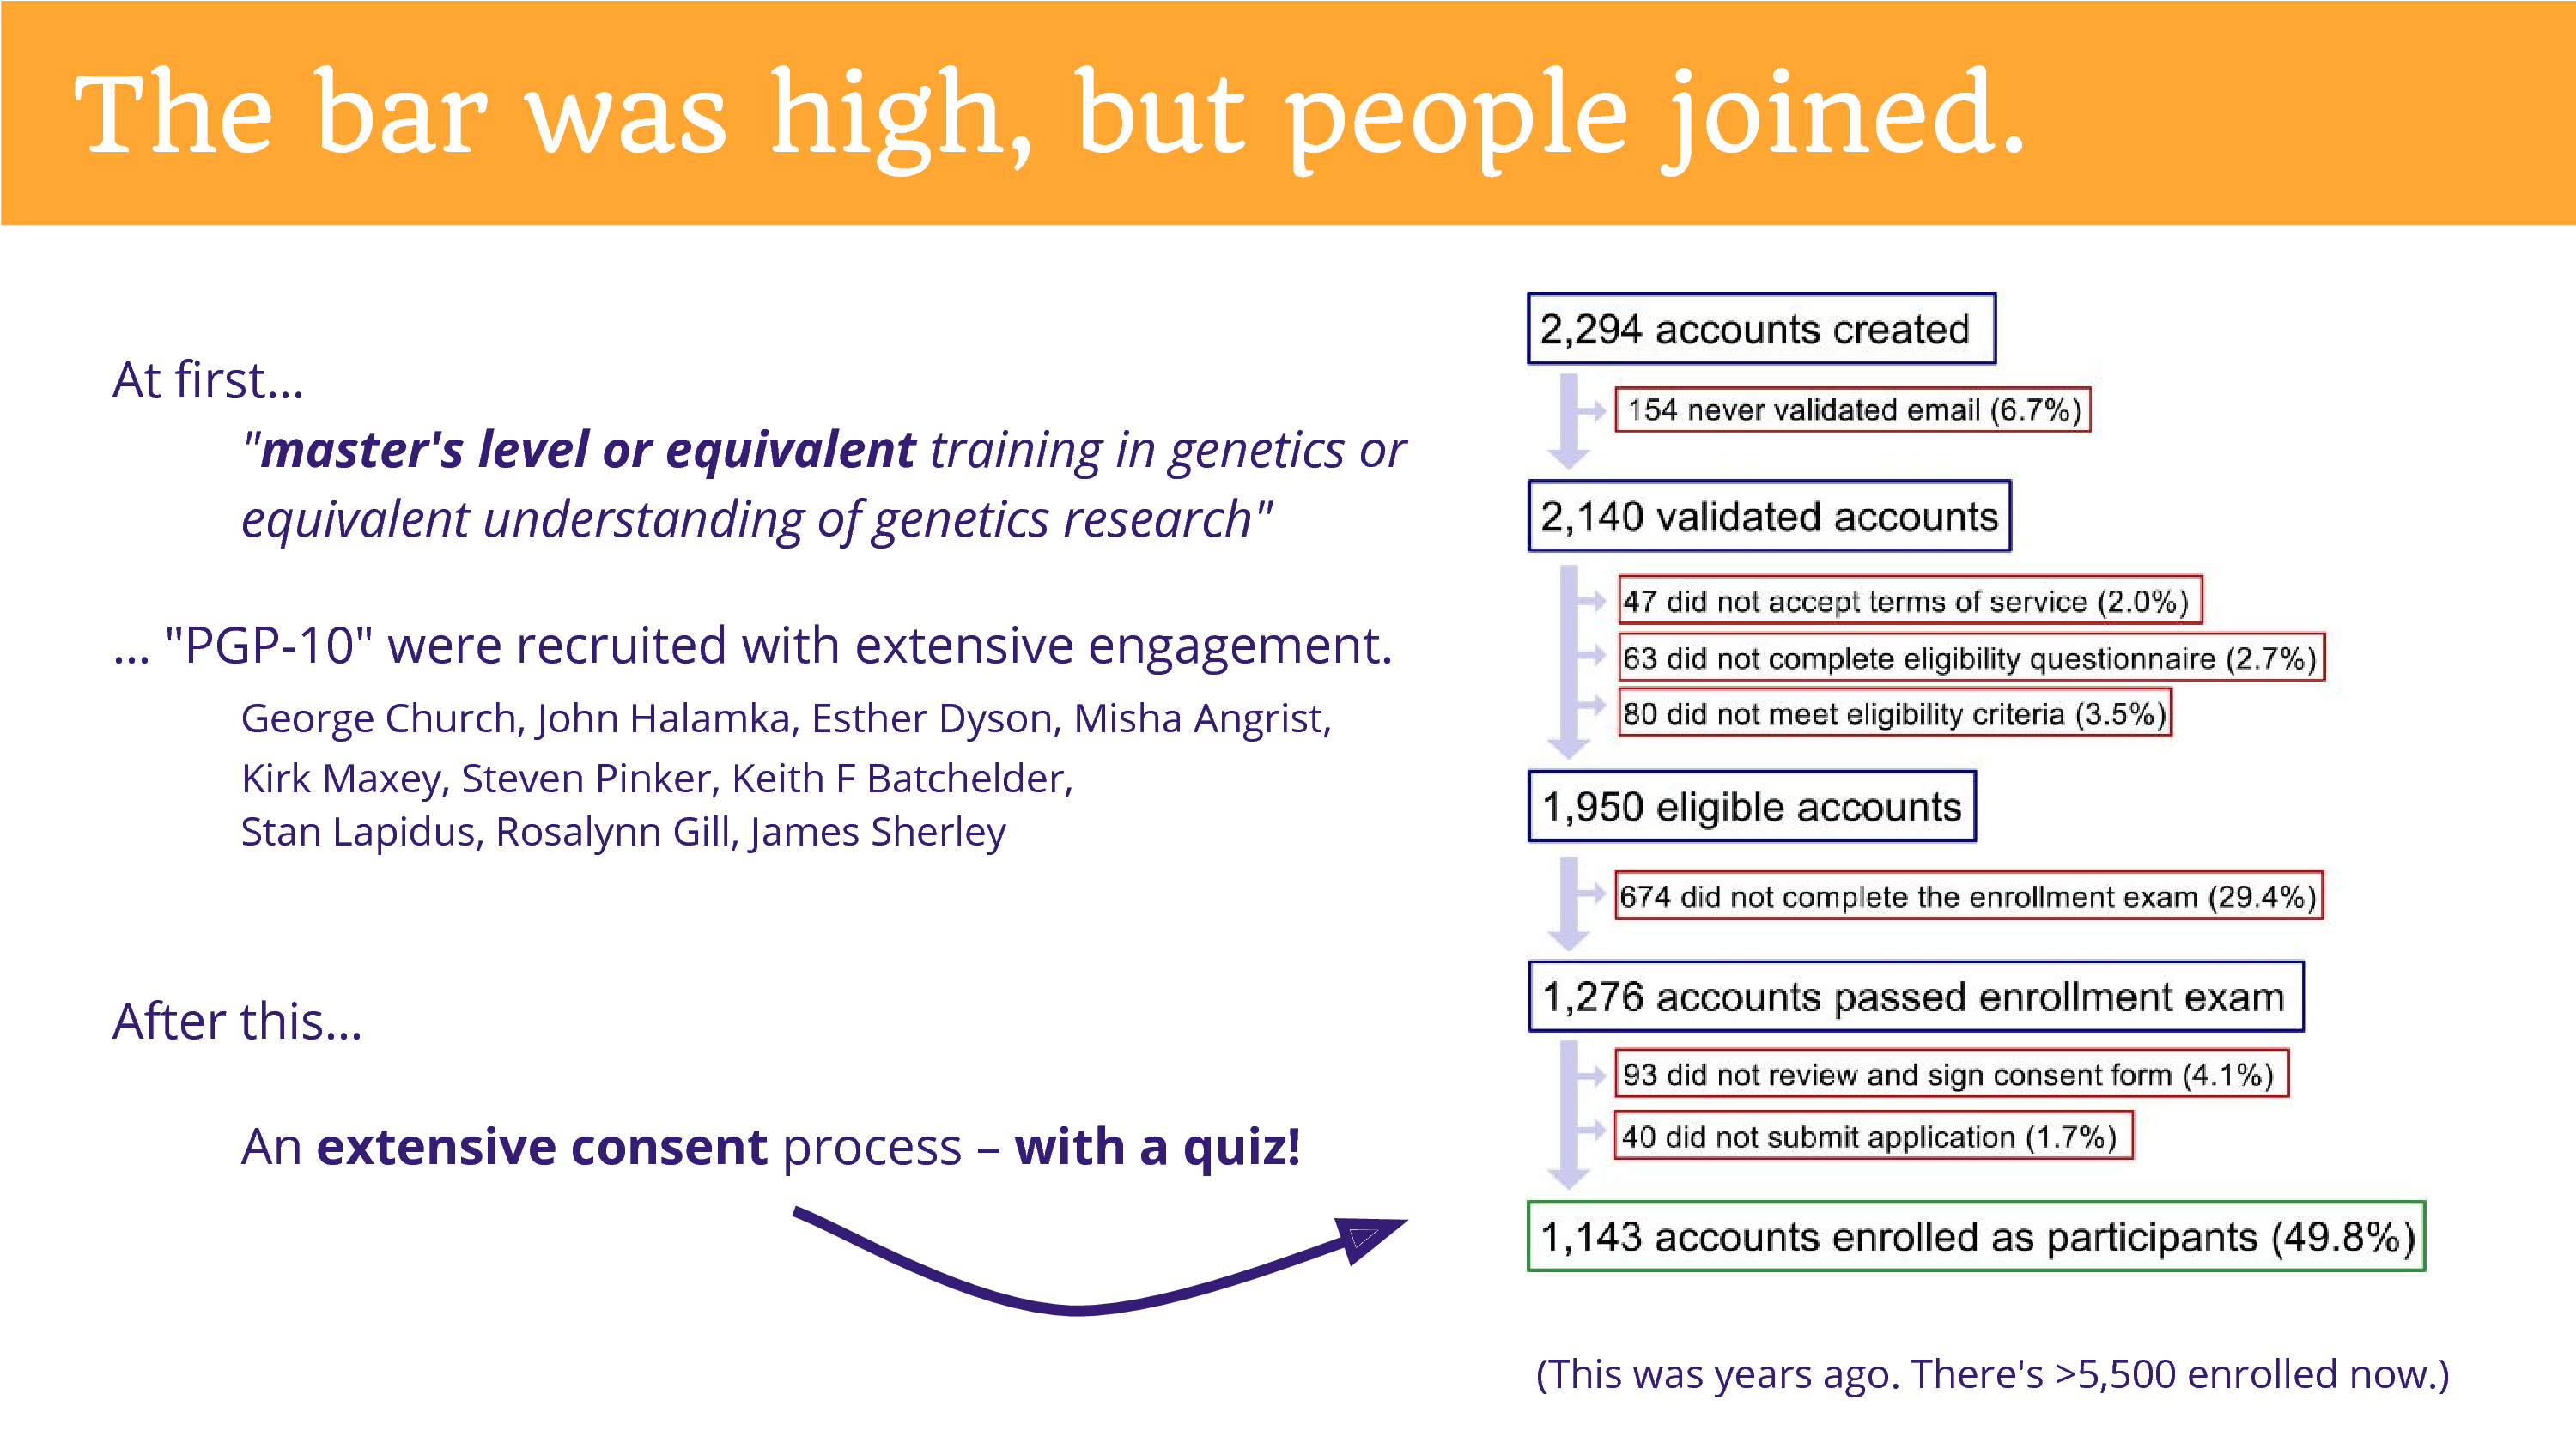 The bar was high, but people joined.
At first...
"master's level or equivalent training in genetics or
equivalent understanding of genetics research"
... "PGP-10" were recruited with extensive engagement.
George Church, John Halamka, Esther Dyson, Misha Angrist,
Kirk Maxey, Steven Pinker, Keith F Batchelder,
Stan Lapidus, Rosalynn Gill, James Sherley
After this...
An extensive consent process – with a quiz!
2,294 accounts created
154 never validated email (6.7%)
2,140 validated accounts
47 did not accept terms of service (2.0%)
63 did not complete eligibility questionnaire (2.7%)
80 did not meet eligibility criteria (3.5%)
1,950 eligible accounts
674 did not complete the enrollment exam (29.4%)
1,276 accounts passed enrollment exam
93 did not review and sign consent form (4.1%)
40 did not submit application (1.7%)
1,143 accounts enrolled as participants (49.8%)
(This was years ago. There's >5,500 enrolled now.)